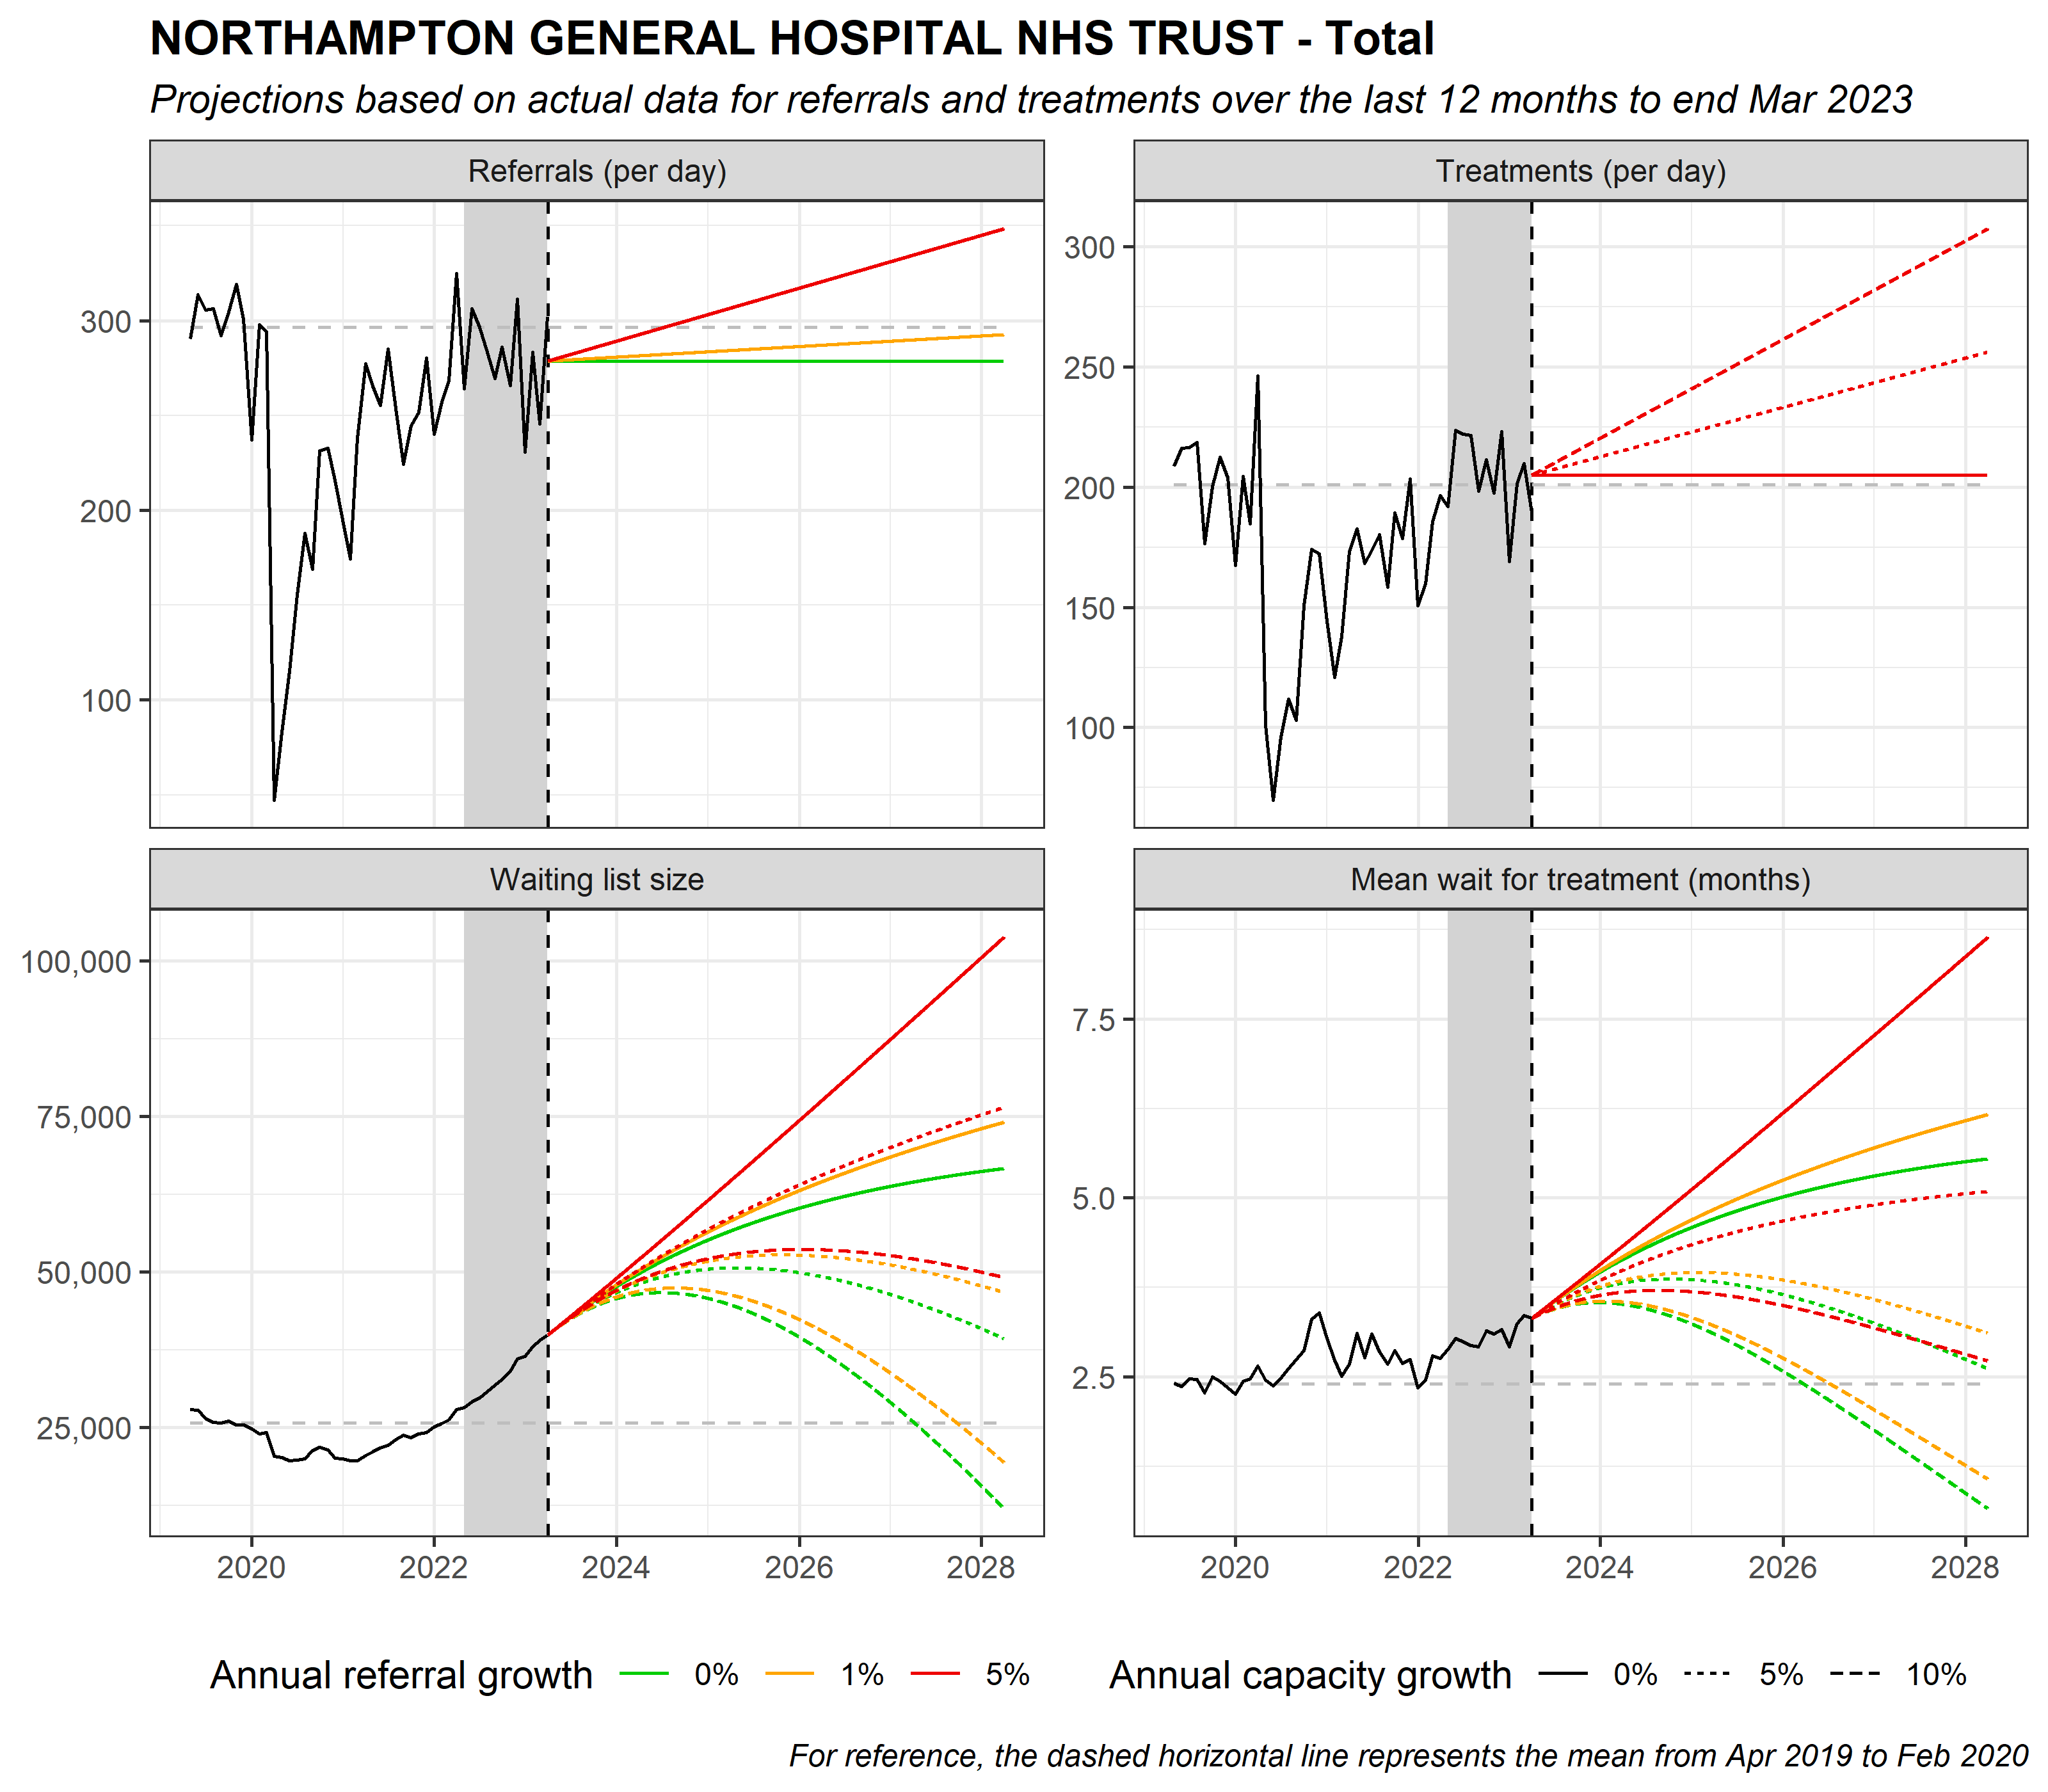 NORTHAMPTON GENERAL HOSPITAL NHS TRUST - Total
Projections based on actual data for referrals and treatments over the last 12 months to end Mar 2023
Referrals (per day)
300
200
100
Treatments (per day)
300
250
200
150
100
Waiting list size
100,000
75,000
50,000
25,000
2020 2022 2024 2026 2028
Mean wait for treatment (months)
7.5
5.0
2.5
2020 2022 2024 2026 2028
Annual referral growth 0% 1% 5%
Annual capacity growth 0% 5% 10%
For reference, the dashed horizontal line represents the mean from Apr 2019 to Feb 2020